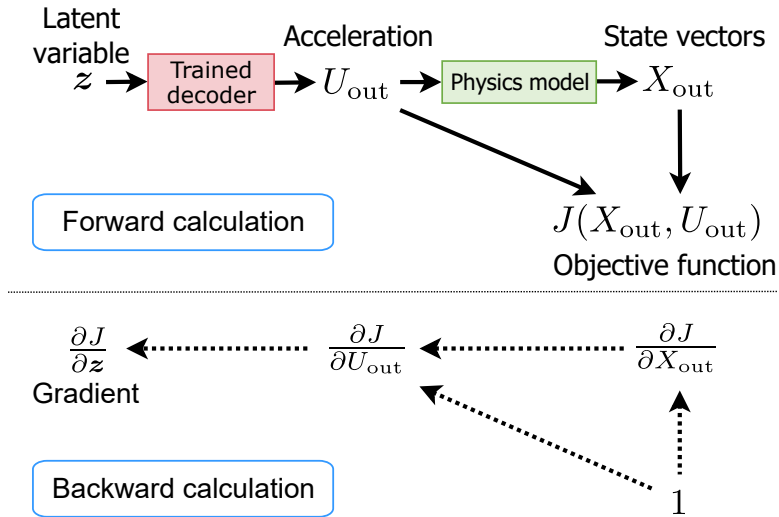 Latent
variable
z
Trained
decoder
Acceleration
U_out
Physics model
State vectors
X_out
Forward calculation
J(X_out, U_out)
Objective function
∂J/∂z
Gradient
∂J/∂U_out
∂J/∂X_out
Backward calculation
1